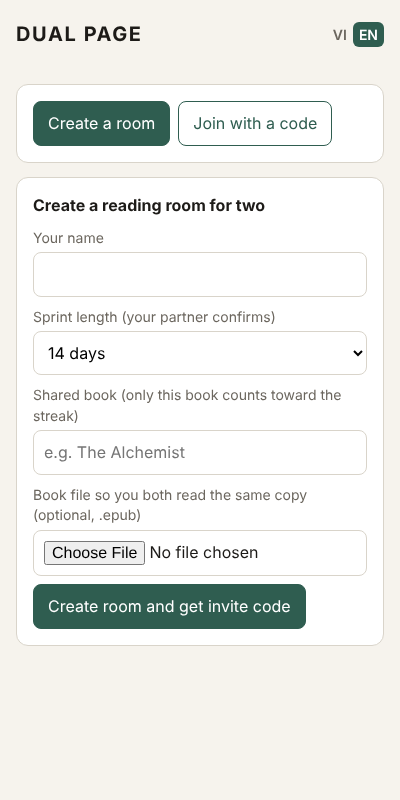 DUAL PAGE
VI EN
Create a room
Join with a code
Create a reading room for two
Your name
Sprint length (your partner confirms)
14 days
Shared book (only this book counts toward the
streak)
e.g. The Alchemist
Book file so you both read the same copy
(optional, .epub)
Choose File No file chosen
Create room and get invite code